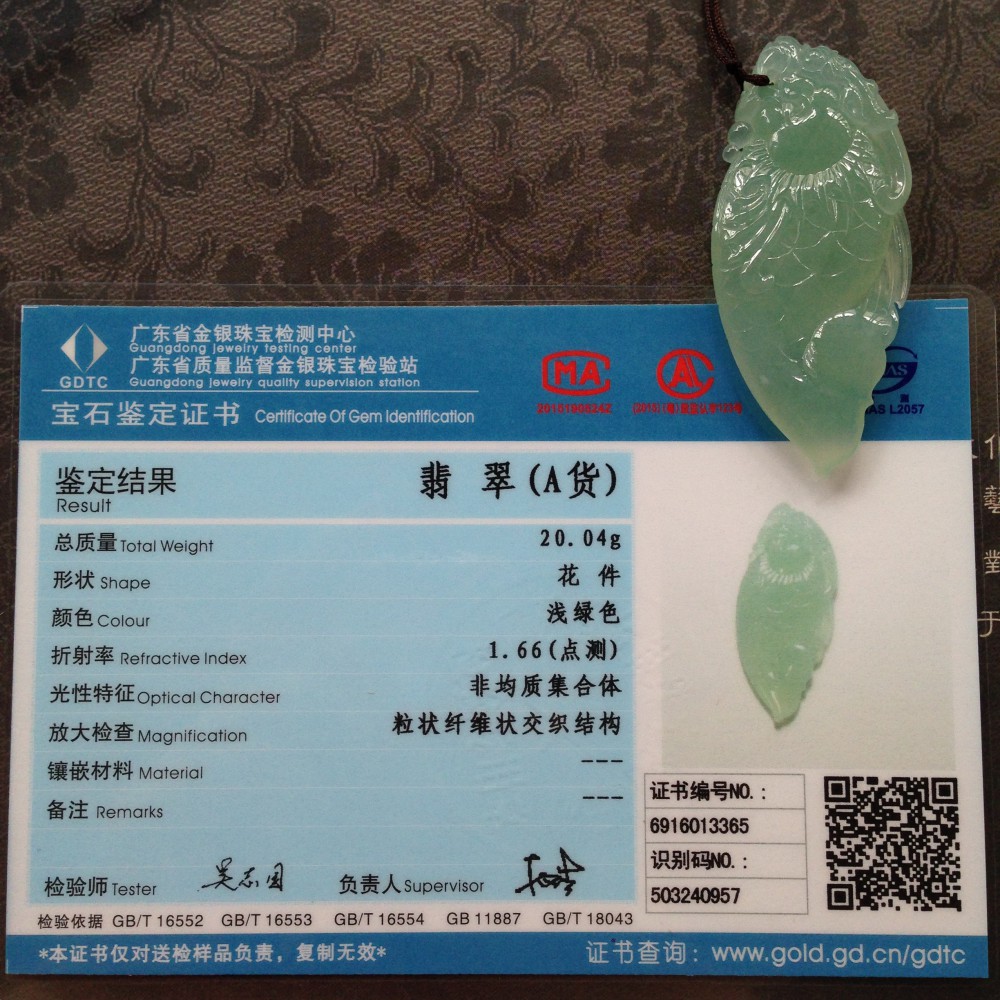 广东省金银珠宝检测中心
Guangdong jewelry testing center
广东省质量监督金银珠宝检验站
Guangdong jewelry quality supervision station
GDTC
宝石鉴定证书 Certificate Of Gem Identification
MA
AL
AS
2015190824Z
AS L2057
鉴定结果
Result
翡 翠(A货)
总质量 Total Weight 20.04g
形状 Shape 花 件
颜色 Colour 浅绿色
折射率 Refractive Index 1.66(点测)
光性特征 Optical Character 非均质集合体
放大检查 Magnification 粒状纤维状交织结构
镶嵌材料 Material ---
备注 Remarks ---
证书编号NO.:
6916013365
识别码NO.:
503240957
检验师 Tester
负责人 Supervisor
检验依据 GB/T 16552 GB/T 16553 GB/T 16554 GB 11887 GB/T 18043
*本证书仅对送检样品负责，复制无效*
证书查询：www.gold.gd.cn/gdtc
藝
對
于